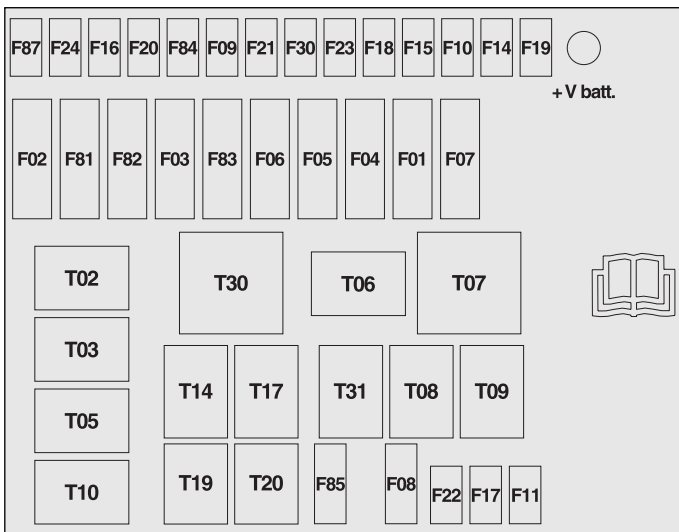 F87 F24 F16 F20 F84 F09 F21 F30 F23 F18 F15 F10 F14 F19
+ V batt.
F02 F81 F82 F03 F83 F06 F05 F04 F01 F07
T02 T30 T06 T07
T03
T14 T17 T31 T08 T09
T05
T10 T19 T20 F85 F08 F22 F17 F11